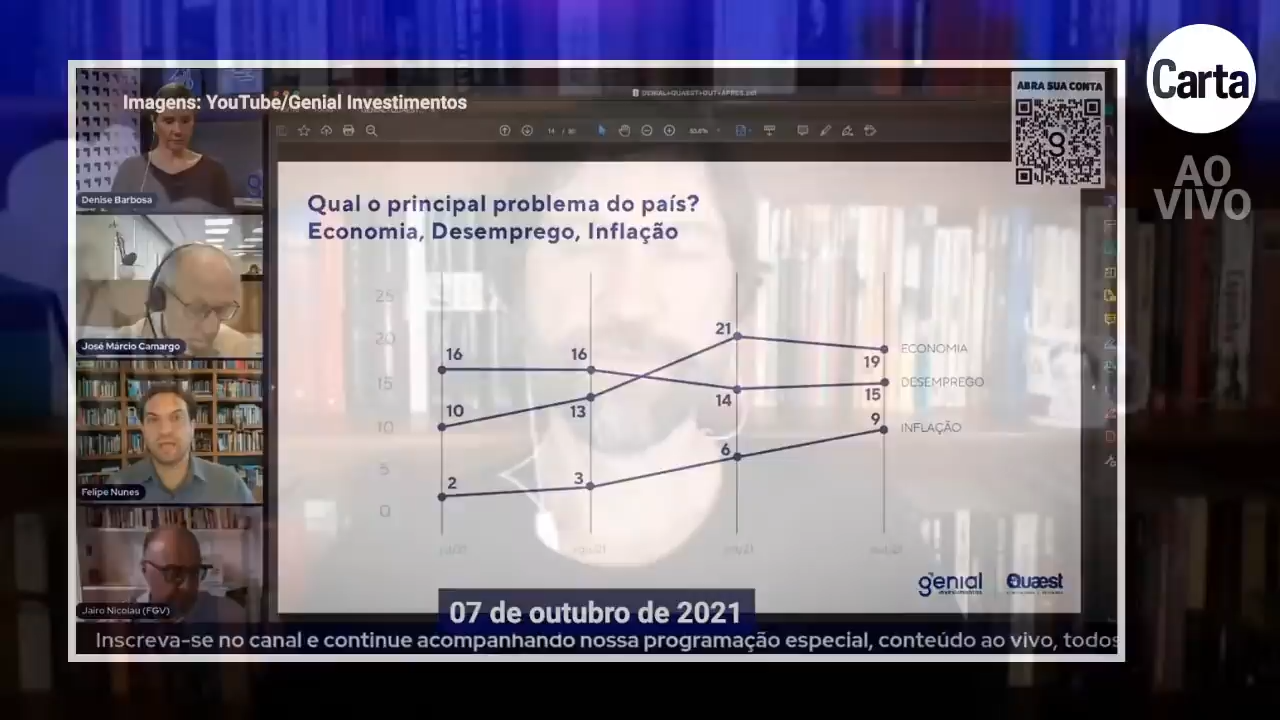 Carta
AO
VIVO
Imagens: YouTube/Genial Investimentos
ABRA SUA CONTA
14 / 80
Denise Barbosa
José Márcio Camargo
Felipe Nunes
Jairo Nicolau (FGV)
Qual o principal problema do país?
Economia, Desemprego, Inflação
25
20
15
10
5
0
16
16
14
15
DESEMPREGO
10
13
21
19
ECONOMIA
2
3
6
9
INFLAÇÃO
genial
Quaest
07 de outubro de 2021
Inscreva-se no canal e continue acompanhando nossa programação especial, conteúdo ao vivo, todos